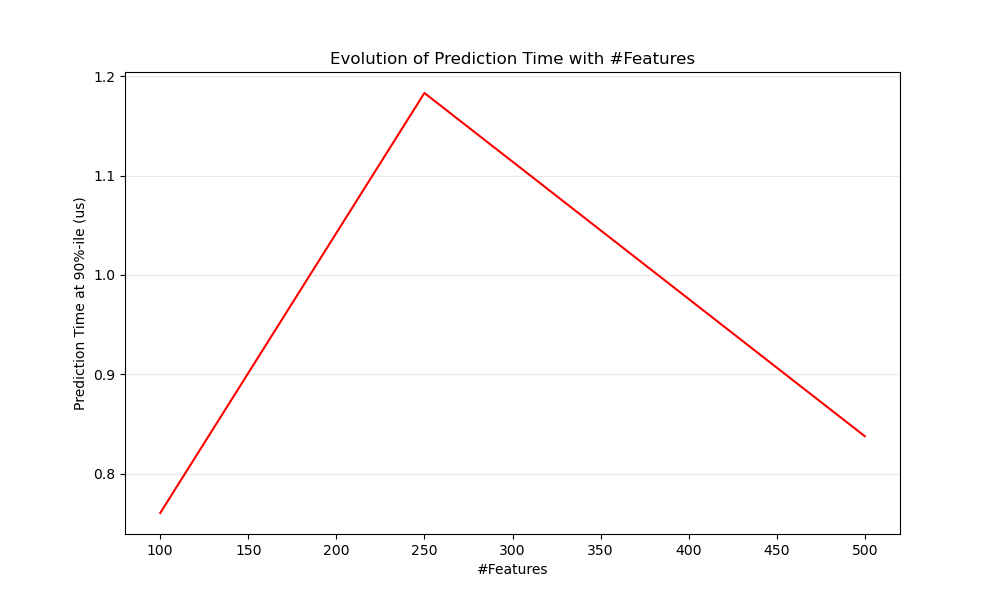 Evolution of Prediction Time with #Features
Prediction Time at 90%-ile (us)
1.2
1.1
1.0
0.9
0.8
100 150 200 250 300 350 400 450 500
#Features